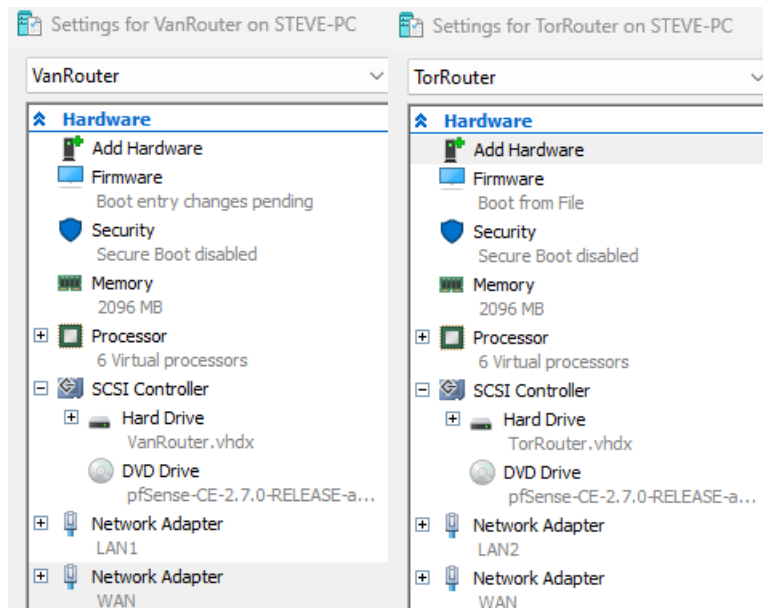 Settings for VanRouter on STEVE-PC
VanRouter
Hardware
Add Hardware
Firmware
Boot entry changes pending
Security
Secure Boot disabled
Memory
2096 MB
Processor
6 Virtual processors
SCSI Controller
Hard Drive
VanRouter.vhdx
DVD Drive
pfSense-CE-2.7.0-RELEASE-a...
Network Adapter
LAN1
Network Adapter
WAN
Settings for TorRouter on STEVE-PC
TorRouter
Hardware
Add Hardware
Firmware
Boot from File
Security
Secure Boot disabled
Memory
2096 MB
Processor
6 Virtual processors
SCSI Controller
Hard Drive
TorRouter.vhdx
DVD Drive
pfSense-CE-2.7.0-RELEASE-a...
Network Adapter
LAN2
Network Adapter
WAN